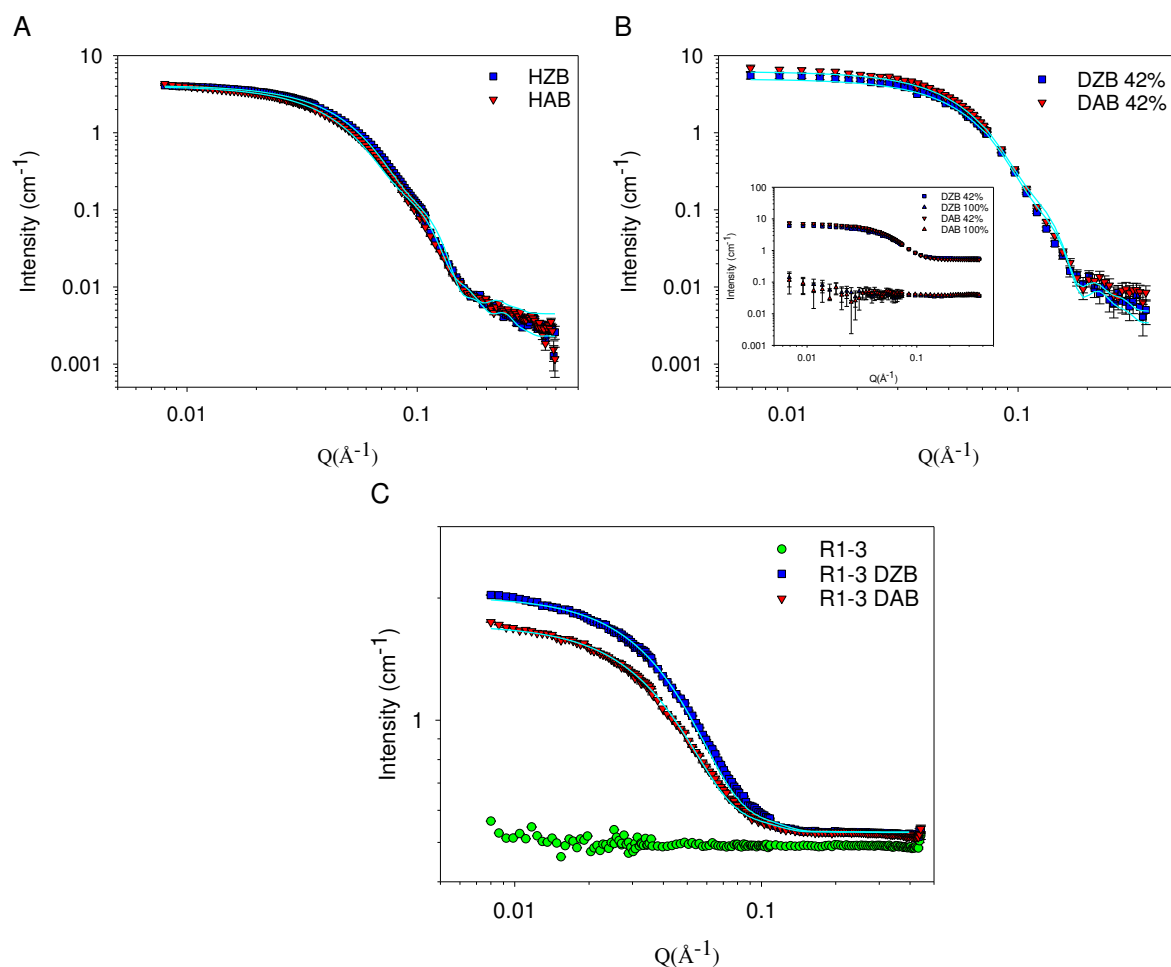 A
10
1
0.1
0.01
0.001
Intensity (cm-1)
HZB
HAB
0.01
0.1
Q(Å-1)
B
10
1
0.1
0.01
0.001
Intensity (cm-1)
DZB 42%
DAB 42%
100
10
1
0.1
0.01
0.001
Intensity (cm-1)
DZB 42%
DZB 100%
DAB 42%
DAB 100%
0.01
0.1
Q(Å-1)
0.01
0.1
Q(Å-1)
C
1
Intensity (cm-1)
R1-3
R1-3 DZB
R1-3 DAB
0.01
0.1
Q(Å-1)